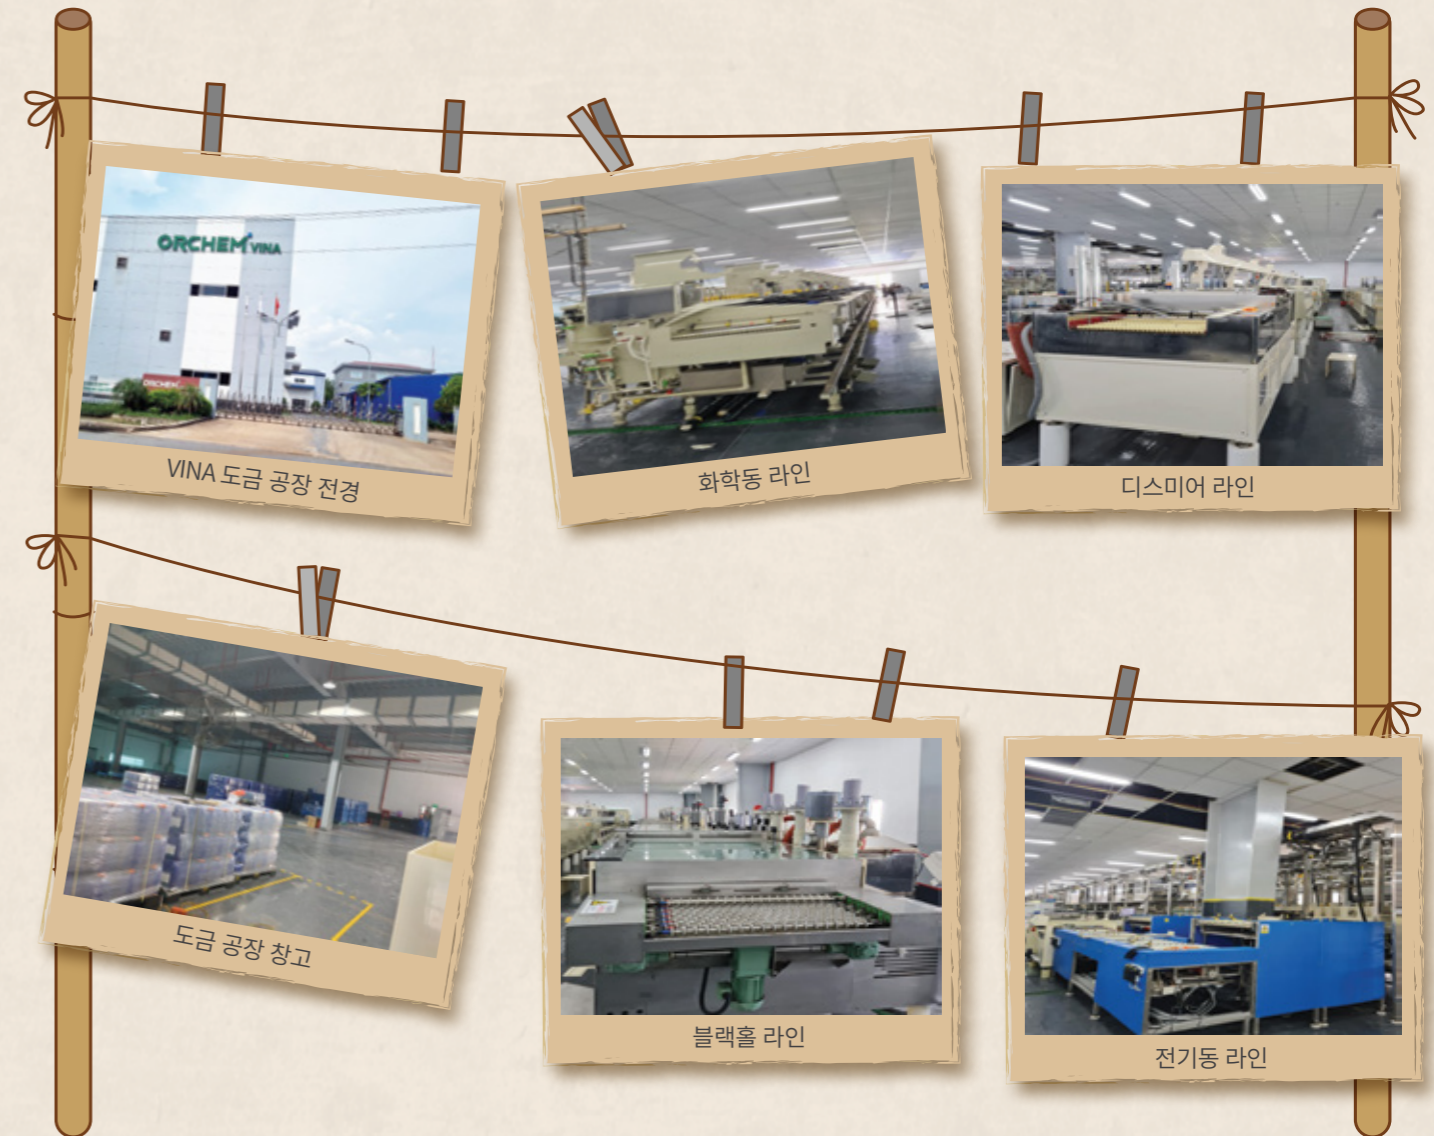 ORCHEM VINA
ORCHEM
VINA 도금 공장 전경
화학동 라인
디스미어 라인
도금 공장 창고
블랙홀 라인
전기동 라인